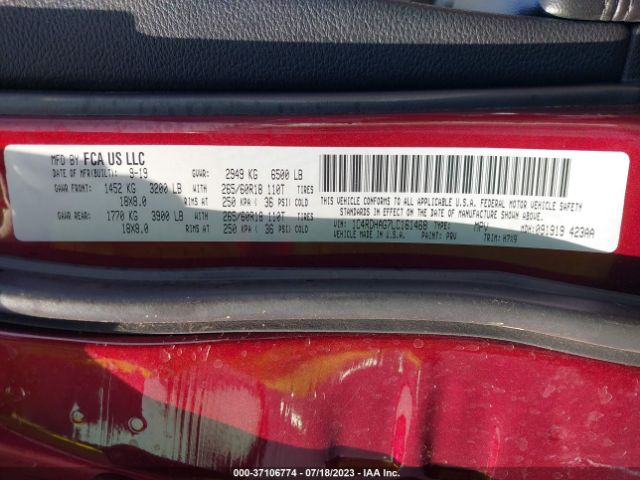 MFD BY FCA US LLC
DATE OF MFR(BUILT): 9-19 GVWR: 2949 KG 6500 LB
GAWR FRONT: 1452 KG 3200 LB WITH 265/60R18 110T TIRES
18X8.0 RIMS AT 250 KPA ( 36 PSI) COLD
GAWR REAR: 1770 KG 3900 LB WITH 265/60R18 110T TIRES
18X8.0 RIMS AT 250 KPA ( 36 PSI) COLD
THIS VEHICLE CONFORMS TO ALL APPLICABLE U.S.A. FEDERAL MOTOR VEHICLE SAFETY
STANDARDS IN EFFECT ON THE DATE OF MANUFACTURE SHOWN ABOVE.
VIN: 1C4RDHAG7LC161468 TYPE: MPV MDH:091919 423AA
VEHICLE MADE IN U.S.A. PAINT: PRV TRIM: H7X9
000-37106774 - 07/18/2023 - IAA Inc.